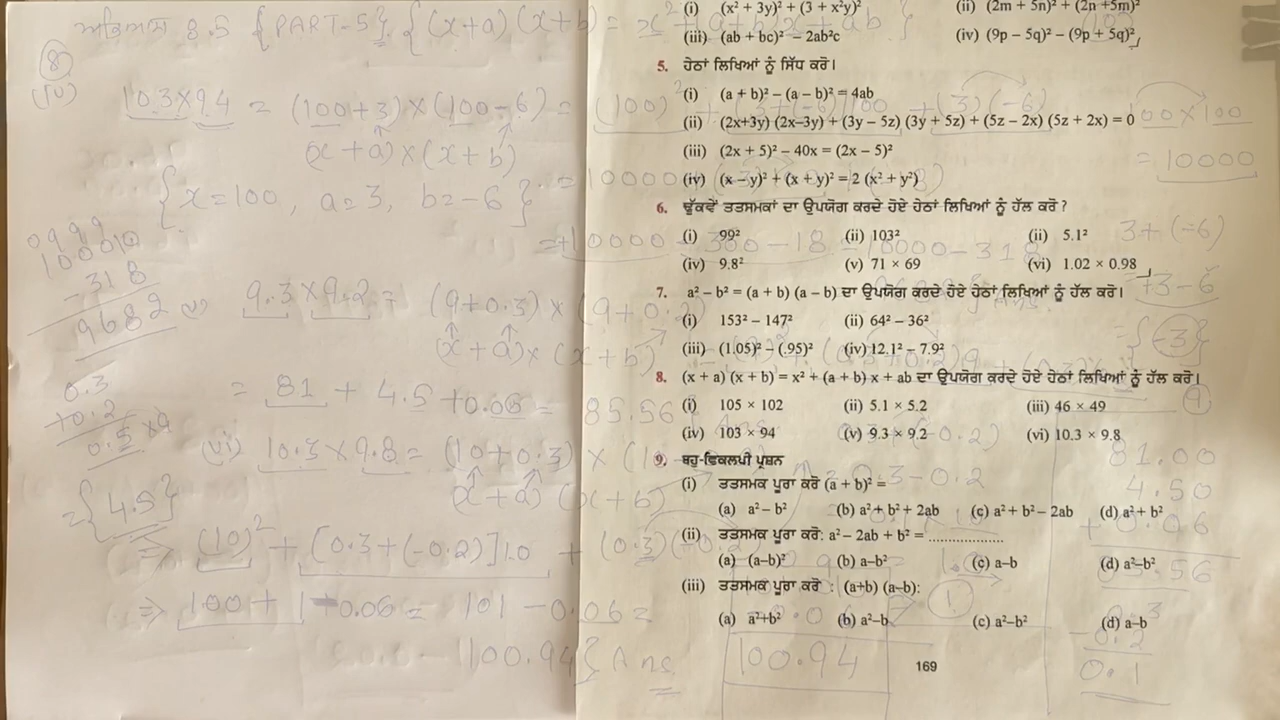 ਅਭਿਆਸ 8.5 {PART-5} {(x+a)(x+b) = x²+(a+b)x+ab}
⑧
(iv) 103×94 = (100+3)×(100-6) = (100)²
(x+a)×(x+b)
{x=100, a=3, b=-6} = 10000
= 10000 - 300 - 18 = 10000 - 318
10000
-318
9682
(v) 9.3×9.2 = (9+0.3)×(9+0.2)
(x+a)×(x+b)
= 81 + 4.5 + 0.06 = 85.56} Ans
0.3
+0.2
0.5×9
={4.5}
(vi) 10.3×9.8 = (10+0.3)×(1
(x+a)(x+b)
⇒ (10)² + [0.3+(-0.2)]10 + (0.3)(-0.2)
⇒ 100 + 1 - 0.06 = 101 - 0.06 =
100.94} Ans
(i) (x² + 3y)² + (3 + x²y)²
(ii) (2m + 5n)² + (2n +5m)²
(iii) (ab + bc)² – 2ab²c
(iv) (9p – 5q)² – (9p + 5q)²
5. ਹੇਠਾਂ ਲਿਖਿਆਂ ਨੂੰ ਸਿੱਧ ਕਰੋ।
(i) (a + b)² – (a – b)² = 4ab
(ii) (2x+3y) (2x–3y) + (3y – 5z) (3y + 5z) + (5z – 2x) (5z + 2x) = 0
(iii) (2x + 5)² – 40x = (2x – 5)²
(iv) (x – y)² + (x + y)² = 2 (x² + y²)
6. ਢੁੱਕਵੇਂ ਤਤਸਮਕਾਂ ਦਾ ਉਪਯੋਗ ਕਰਦੇ ਹੋਏ ਹੇਠਾਂ ਲਿਖਿਆਂ ਨੂੰ ਹੱਲ ਕਰੋ ?
(i) 99² (ii) 103² (ii) 5.1²
(iv) 9.8² (v) 71 × 69 (vi) 1.02 × 0.98
7. a² – b² = (a + b) (a – b) ਦਾ ਉਪਯੋਗ ਕਰਦੇ ਹੋਏ ਹੇਠਾਂ ਲਿਖਿਆਂ ਨੂੰ ਹੱਲ ਕਰੋ।
(i) 153² – 147² (ii) 64² – 36²
(iii) (1.05)² – (.95)² (iv) 12.1² – 7.9²
8. (x + a) (x + b) = x² + (a + b) x + ab ਦਾ ਉਪਯੋਗ ਕਰਦੇ ਹੋਏ ਹੇਠਾਂ ਲਿਖਿਆਂ ਨੂੰ ਹੱਲ ਕਰੋ।
(i) 105 × 102 (ii) 5.1 × 5.2 (iii) 46 × 49
(iv) 103 × 94 (v) 9.3 × 9.2 (vi) 10.3 × 9.8
9. ਬਹੁ-ਵਿਕਲਪੀ ਪ੍ਰਸ਼ਨ
(i) ਤਤਸਮਕ ਪੂਰਾ ਕਰੋ (a + b)² =
(a) a² – b² (b) a² + b² + 2ab (c) a² + b² – 2ab (d) a² + b²
(ii) ਤਤਸਮਕ ਪੂਰਾ ਕਰੋ: a² – 2ab + b² = ...................
(a) (a–b)² (b) a–b² (c) a–b (d) a²–b²
(iii) ਤਤਸਮਕ ਪੂਰਾ ਕਰੋ : (a+b) (a–b):
(a) a²+b² (b) a²–b (c) a²–b² (d) a–b
169
100×100
= 10000
3+(-6)
+3-6
={-3}
81.00
4.50
+0.06
85.56
100.94
0.3
-0.2
0.1